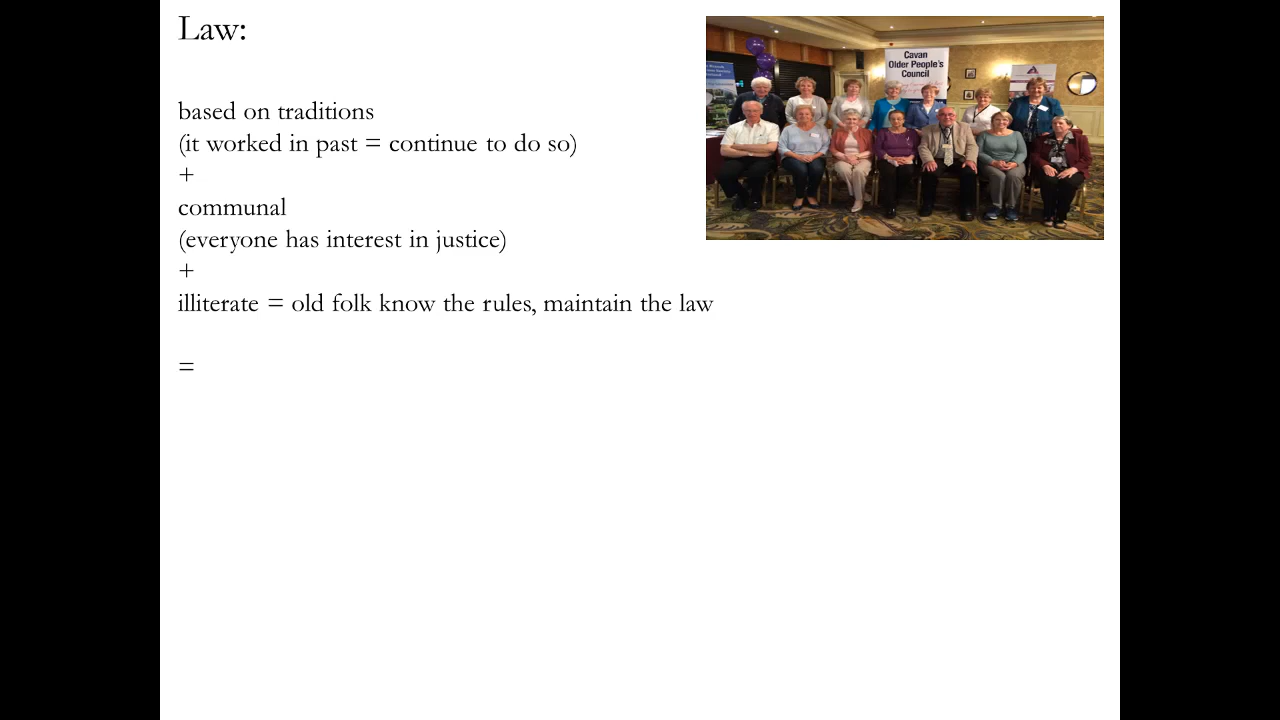 Law:
based on traditions
(it worked in past = continue to do so)
+
communal
(everyone has interest in justice)
+
illiterate = old folk know the rules, maintain the law
=
Cavan
Older People's
Council